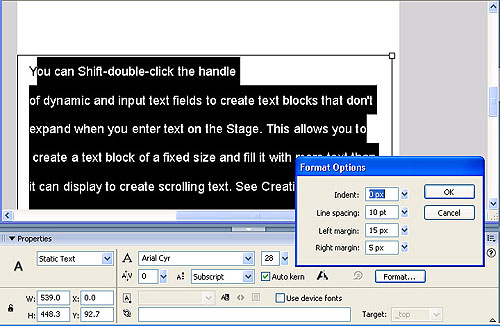 You can Shift-double-click the handle
of dynamic and input text fields to create text blocks that don't
expand when you enter text on the Stage. This allows you to
create a text block of a fixed size and fill it with more text than
it can display to create scrolling text. See Creati
Format Options
Indent: 0 px OK
Line spacing: 10 pt Cancel
Left margin: 15 px
Right margin: 5 px
Properties
A Static Text A Arial Cyr 28
A V 0 A Subscript Auto kern Format...
W: 539.0 X: 0.0 Use device fonts
H: 448.3 Y: 92.7 Target: _top